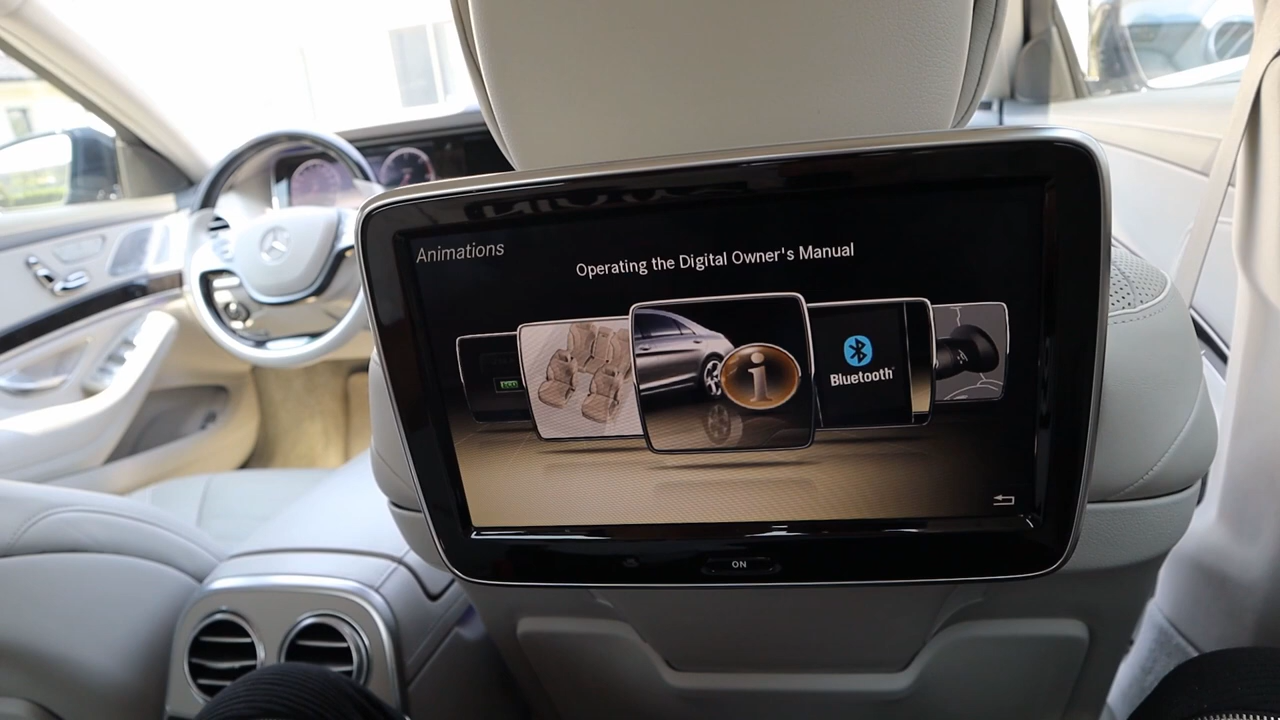 Animations
Operating the Digital Owner's Manual
i
Bluetooth
ON